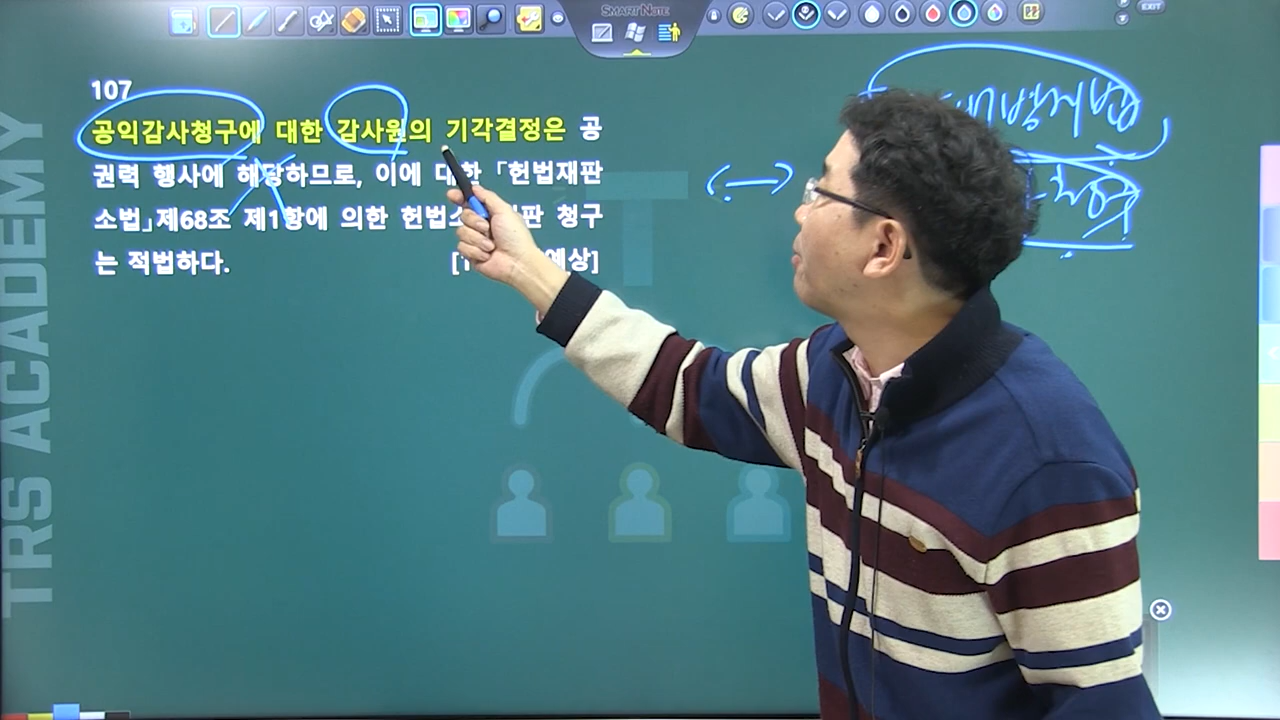 SMART NOTE
EXIT
107
공익감사청구에 대한 감사원의 기각결정은 공
권력 행사에 해당하므로, 이에 대한 「헌법재판
소법」제68조 제1항에 의한 헌법소 판 청구
는 적법하다. 예상]
TRS ACADEMY